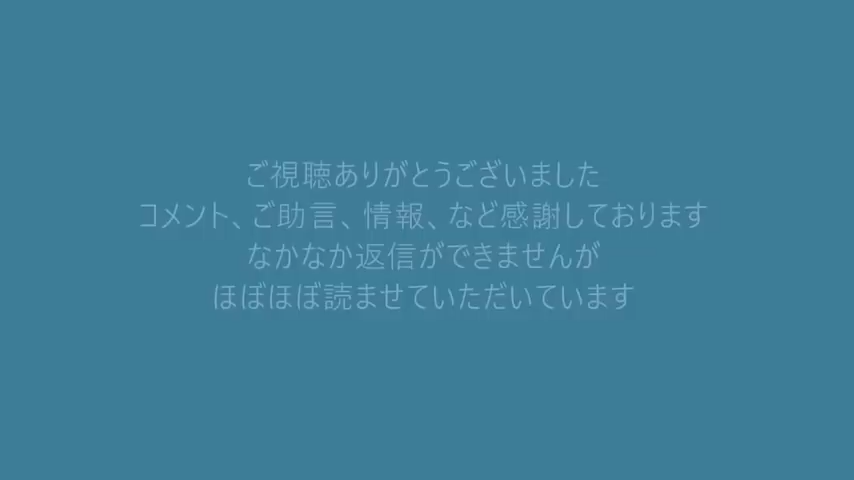 ご視聴ありがとうございました
コメント、ご助言、情報、など感謝しております
なかなか返信ができませんが
ほぼほぼ読ませていただいています